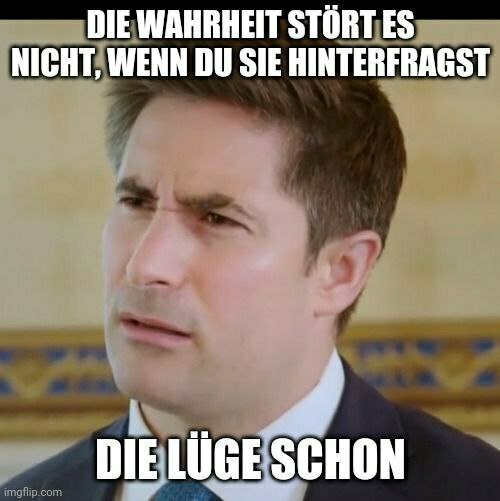 DIE WAHRHEIT STÖRT ES
NICHT, WENN DU SIE HINTERFRAGST
DIE LÜGE SCHON
imgflip.com